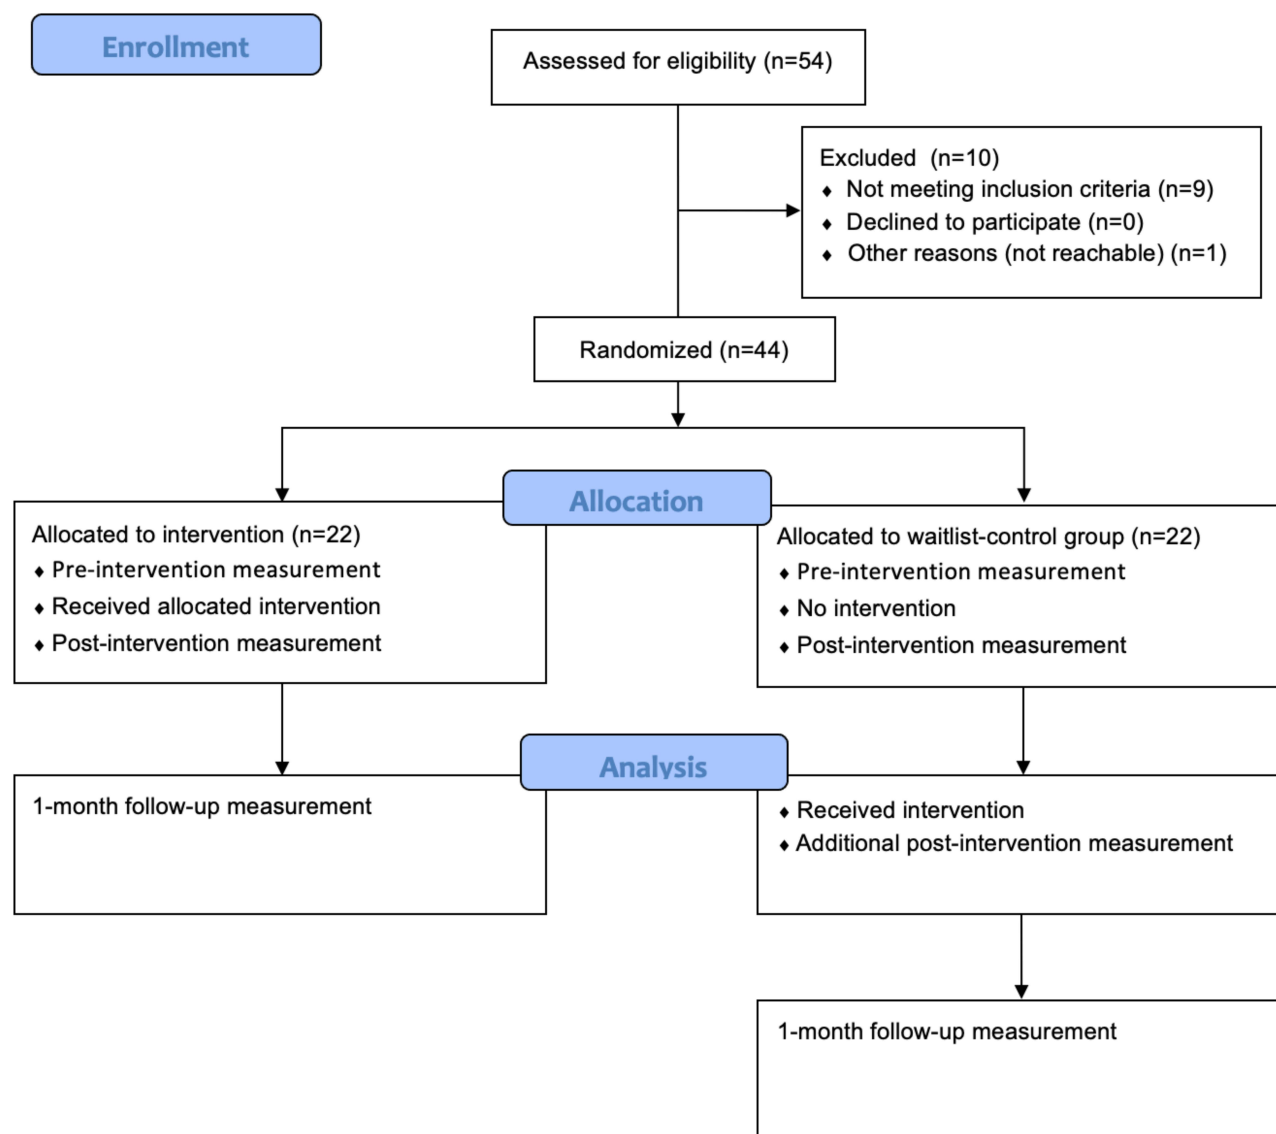 Enrollment
Assessed for eligibility (n=54)
Excluded (n=10)
♦ Not meeting inclusion criteria (n=9)
♦ Declined to participate (n=0)
♦ Other reasons (not reachable) (n=1)
Randomized (n=44)
Allocation
Allocated to intervention (n=22)
♦ Pre-intervention measurement
♦ Received allocated intervention
♦ Post-intervention measurement
Allocated to waitlist-control group (n=22)
♦ Pre-intervention measurement
♦ No intervention
♦ Post-intervention measurement
Analysis
1-month follow-up measurement
♦ Received intervention
♦ Additional post-intervention measurement
1-month follow-up measurement